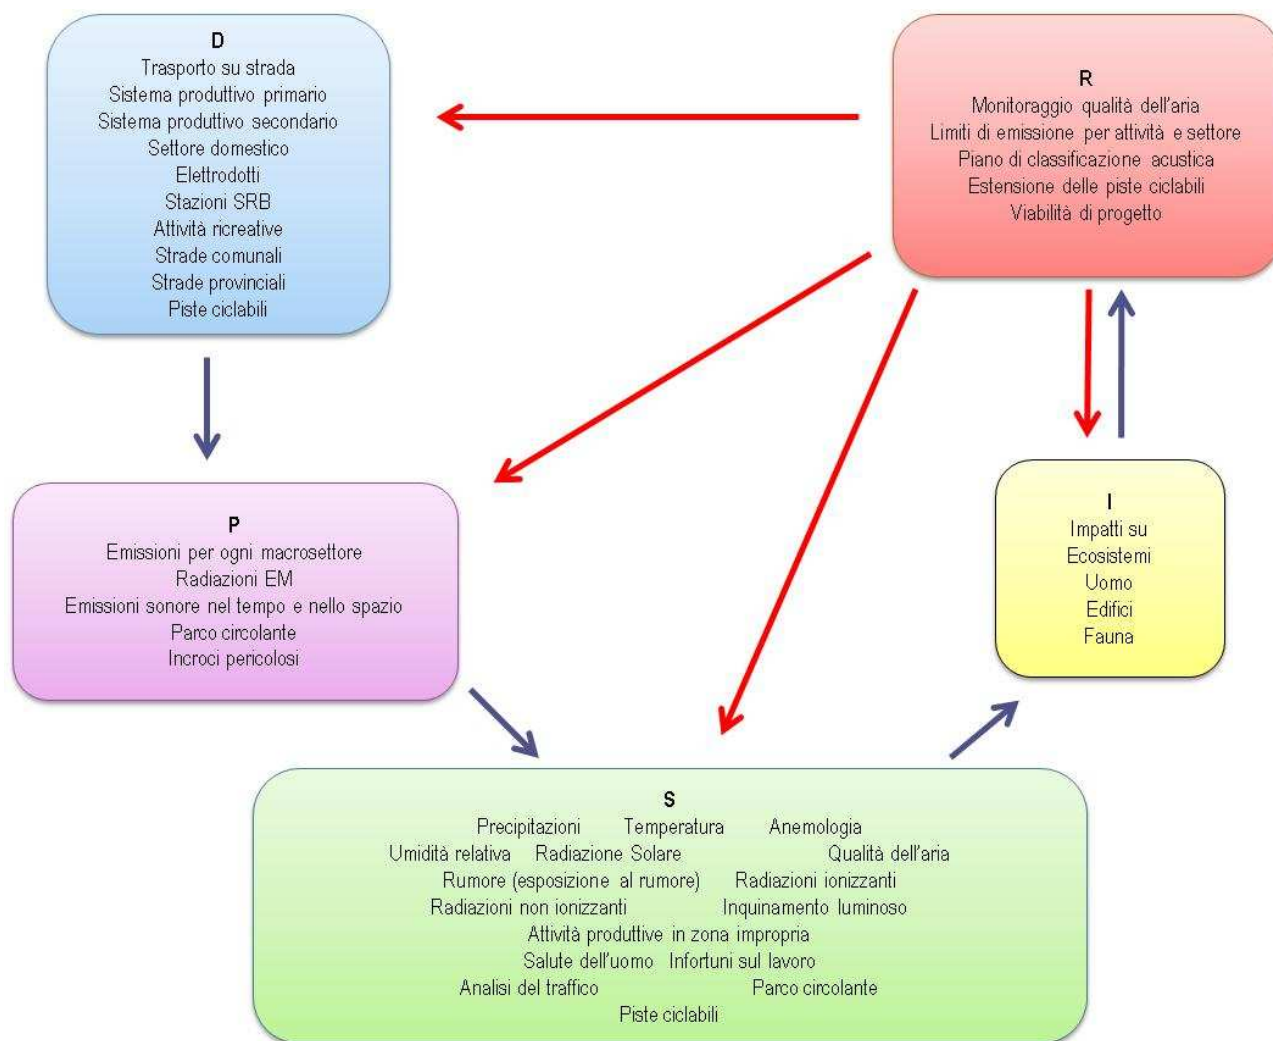 D
Trasporto su strada
Sistema produttivo primario
Sistema produttivo secondario
Settore domestico
Elettrodotti
Stazioni SRB
Attività ricreative
Strade comunali
Strade provinciali
Piste ciclabili
R
Monitoraggio qualità dell'aria
Limiti di emissione per attività e settore
Piano di classificazione acustica
Estensione delle piste ciclabili
Viabilità di progetto
P
Emissioni per ogni macrosettore
Radiazioni EM
Emissioni sonore nel tempo e nello spazio
Parco circolante
Incroci pericolosi
I
Impatti su
Ecosistemi
Uomo
Edifici
Fauna
S
Precipitazioni Temperatura Anemologia
Umidità relativa Radiazione Solare Qualità dell'aria
Rumore (esposizione al rumore) Radiazioni ionizzanti
Radiazioni non ionizzanti Inquinamento luminoso
Attività produttive in zona impropria
Salute dell'uomo Infortuni sul lavoro
Analisi del traffico Parco circolante
Piste ciclabili